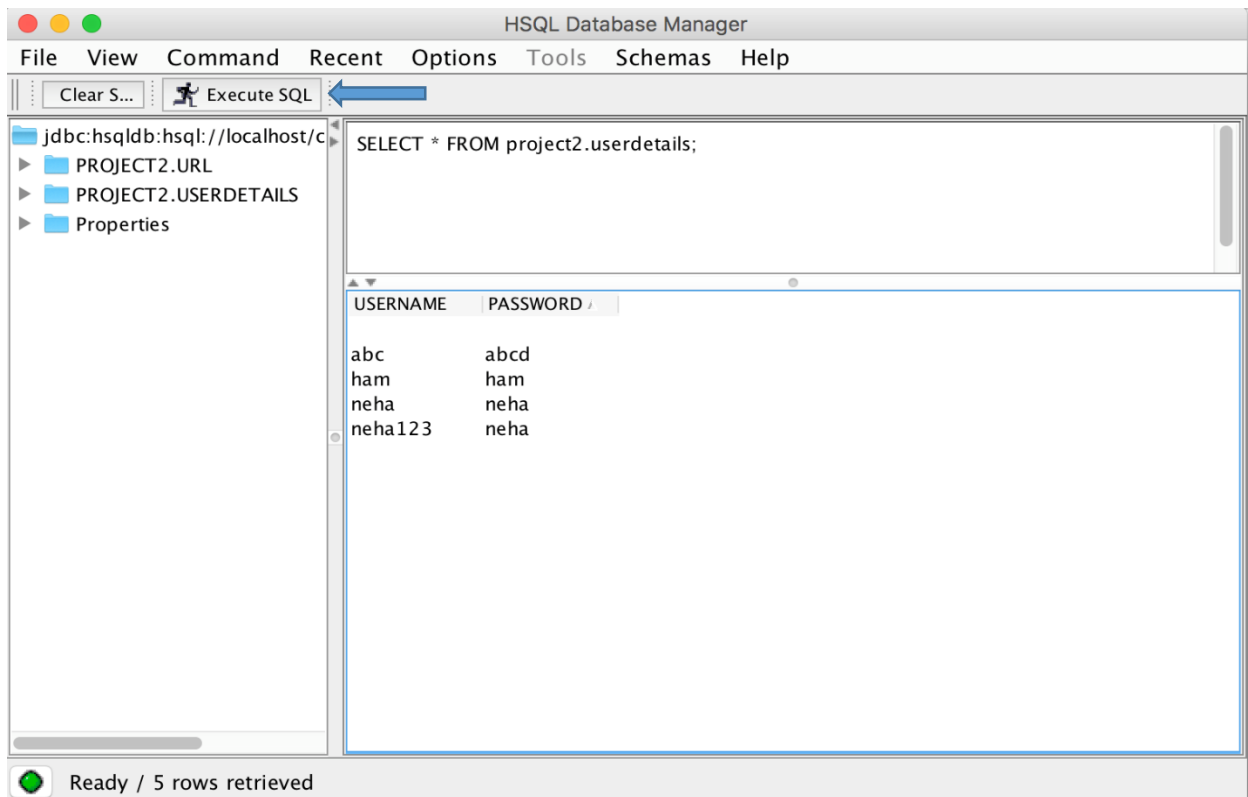 HSQL Database Manager
File View Command Recent Options Tools Schemas Help
Clear S... Execute SQL
jdbc:hsqldb:hsql://localhost/c
PROJECT2.URL
PROJECT2.USERDETAILS
Properties
SELECT * FROM project2.userdetails;
USERNAME PASSWORD
abc abcd
ham ham
neha neha
neha123 neha
Ready / 5 rows retrieved